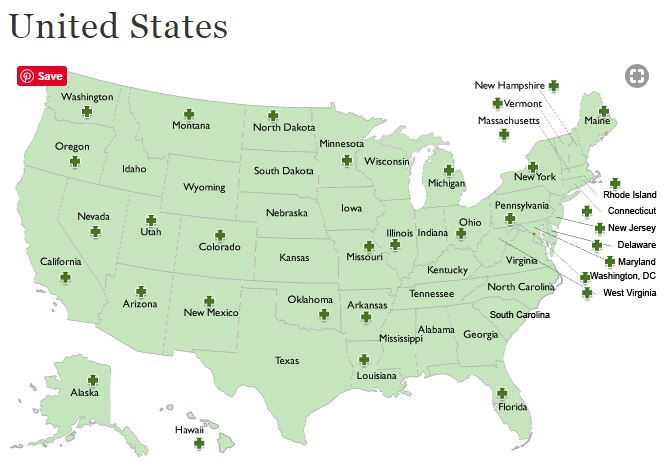 United States
Save
New Hampshire
Washington
Vermont
Montana
North Dakota
Massachusetts
Maine
Oregon
Minnesota
Wisconsin
Idaho
South Dakota
New York
Michigan
Wyoming
Rhode Island
Nebraska
Iowa
Pennsylvania
Connecticut
Nevada
Utah
Ohio
New Jersey
Colorado
Illinois
Indiana
Delaware
Kansas
Missouri
California
Virginia
Maryland
Kentucky
Washington, DC
Arizona
Oklahoma
Arkansas
Tennessee
North Carolina
West Virginia
New Mexico
South Carolina
Mississippi
Alabama
Georgia
Texas
Louisiana
Alaska
Florida
Hawaii